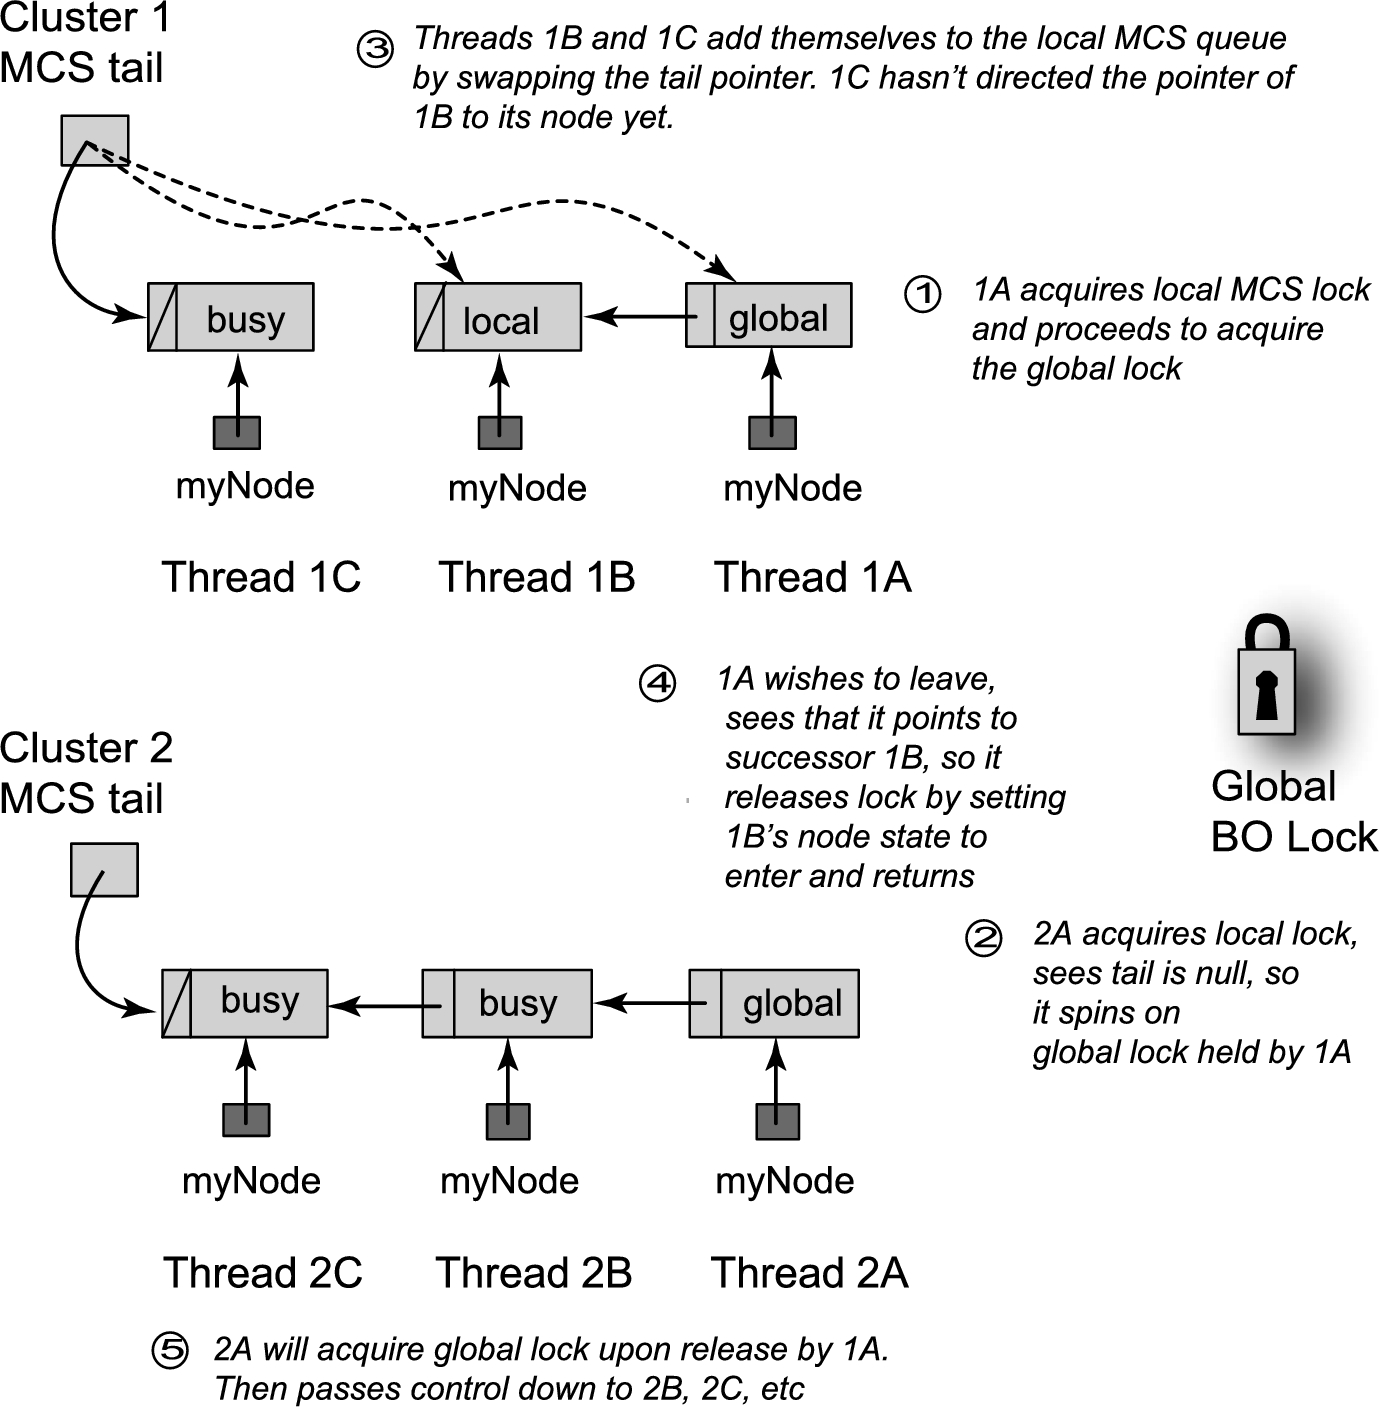 Cluster 1
MCS tail
③ Threads 1B and 1C add themselves to the local MCS queue
by swapping the tail pointer. 1C hasn't directed the pointer of
1B to its node yet.
busy
local
global
① 1A acquires local MCS lock
and proceeds to acquire
the global lock
myNode
myNode
myNode
Thread 1C
Thread 1B
Thread 1A
④ 1A wishes to leave,
sees that it points to
successor 1B, so it
releases lock by setting
1B's node state to
enter and returns
Global
BO Lock
Cluster 2
MCS tail
② 2A acquires local lock,
sees tail is null, so
it spins on
global lock held by 1A
busy
busy
global
myNode
myNode
myNode
Thread 2C
Thread 2B
Thread 2A
⑤ 2A will acquire global lock upon release by 1A.
Then passes control down to 2B, 2C, etc